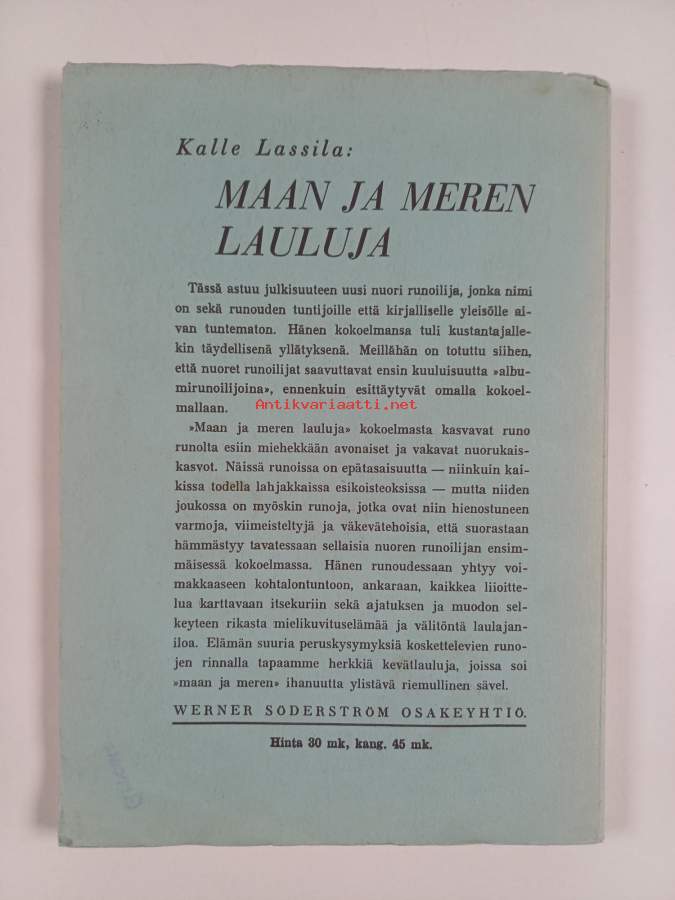 Kalle Lassila:
MAAN JA MEREN
LAULUJA
Tässä astuu julkisuuteen uusi nuori runoilija, jonka nimi
on sekä runouden tuntijoille että kirjalliselle yleisölle ai-
van tuntematon. Hänen kokoelmansa tuli kustantajalle-
kin täydellisenä yllätyksenä. Meillähän on totuttu siihen,
että nuoret runoilijat saavuttavat ensin kuuluisuutta »albu-
mirunoilijoina», ennenkuin esittäytyvät omalla kokoel-
mallaan.
Antikvariaatti.net
»Maan ja meren lauluja» kokoelmasta kasvavat runo
runolta esiin miehekkään avonaiset ja vakavat nuorukais-
kasvot. Näissä runoissa on epätasaisuutta — niinkuin kai-
kissa todella lahjakkaissa esikoisteoksissa — mutta niiden
joukossa on myöskin runoja, jotka ovat niin hienostuneen
varmoja, viimeisteltyjä ja väkevätehoisia, että suorastaan
hämmästyy tavatessaan sellaisia nuoren runoilijan ensim-
mäisessä kokoelmassa. Hänen runoudessaan yhtyy voi-
makkaaseen kohtalontuntoon, ankaraan, kaikkea liioitte-
lua karttavaan itsekuriin sekä ajatuksen ja muodon sel-
keyteen rikasta mielikuvituselämää ja välitöntä laulajan-
iloa. Elämän suuria peruskysymyksiä koskettelevien runo-
jen rinnalla tapaamme herkkiä kevätlauluja, joissa soi
»maan ja meren» ihanuutta ylistävä riemullinen sävel.
WERNER SÖDERSTRÖM OSAKEYHTIÖ.
Hinta 30 mk, kang. 45 mk.